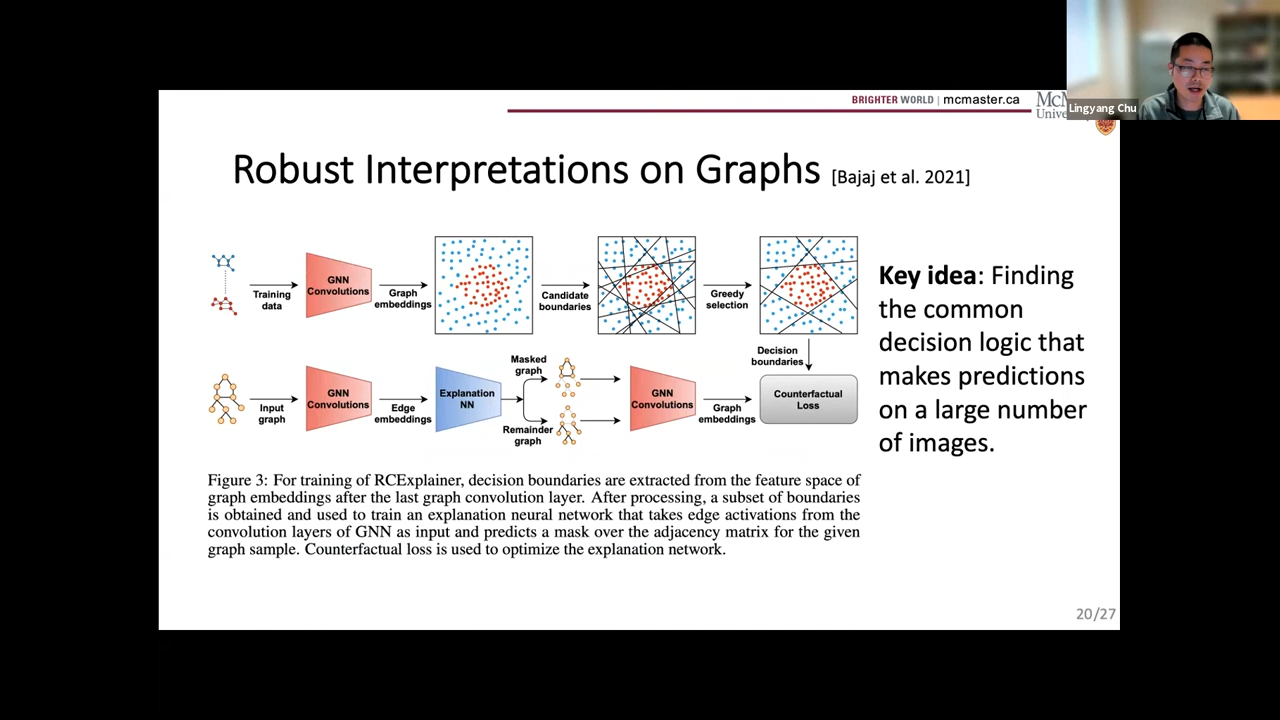 BRIGHTER WORLD | mcmaster.ca
McM
Unive
Lingyang Chu
Robust Interpretations on Graphs [Bajaj et al. 2021]
Training
data
GNN
Convolutions
Graph
embeddings
Candidate
boundaries
Greedy
selection
Decision
boundaries
Input
graph
GNN
Convolutions
Edge
embeddings
Explanation
NN
Masked
graph
Remainder
graph
GNN
Convolutions
Graph
embeddings
Counterfactual
Loss
Key idea: Finding
the common
decision logic that
makes predictions
on a large number
of images.
Figure 3: For training of RCExplainer, decision boundaries are extracted from the feature space of
graph embeddings after the last graph convolution layer. After processing, a subset of boundaries
is obtained and used to train an explanation neural network that takes edge activations from the
convolution layers of GNN as input and predicts a mask over the adjacency matrix for the given
graph sample. Counterfactual loss is used to optimize the explanation network.
20/27